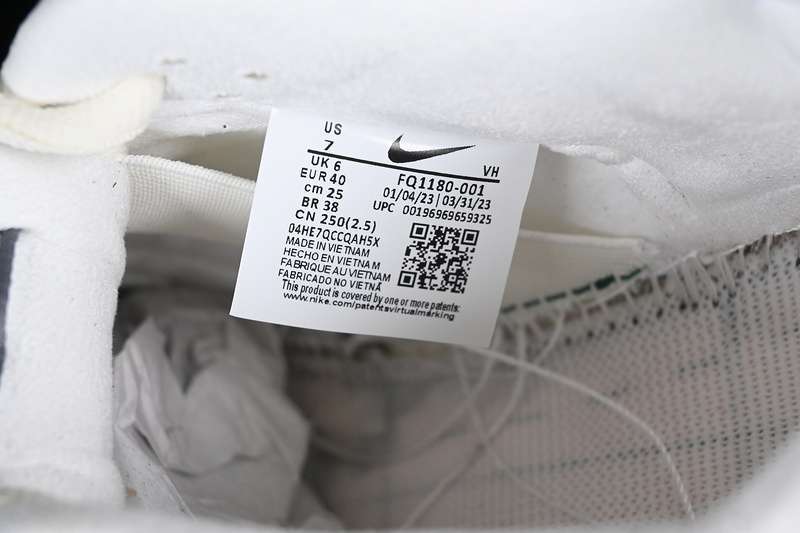 US
7
VH
UK 6
EUR 40
cm 25
BR 38
CN 250(2.5)
FQ1180-001
01/04/23 | 03/31/23
UPC 00196969659325
04HE7QCCQAH5X
MADE IN VIETNAM
HECHO EN VIETNAM
FABRIQUE AU VIETNAM
FABRICADO NO VIETNÃ
This product is covered by one or more patents:
www.nike.com/patentsvirtualmarking